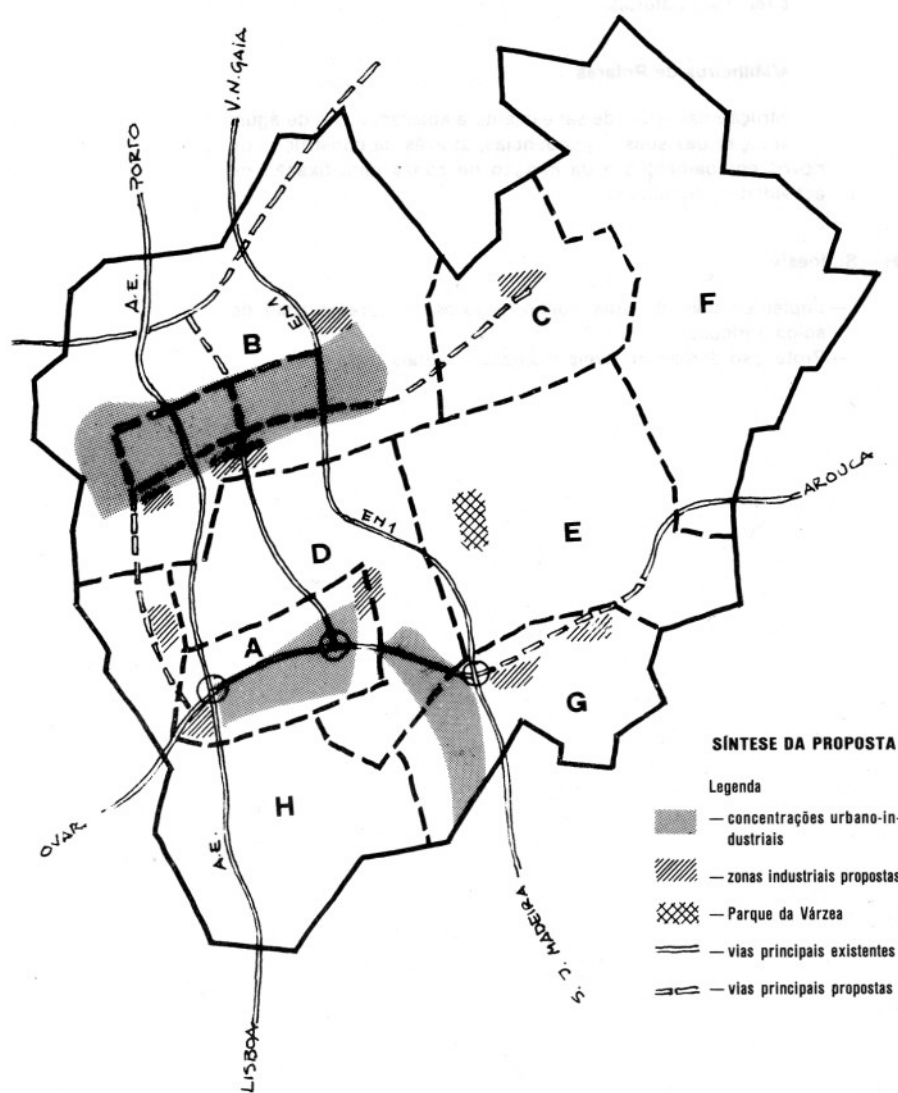 V.N.GAIA
PORTO
A.E.
EN1
B
C
F
AROUCA
EN1
E
D
A
G
H
OVAR
A.E.
S. J. MADEIRA
LISBOA
SÍNTESE DA PROPOSTA
Legenda
— concentrações urbano-in-
dustriais
— zonas industriais propostas
— Parque da Várzea
— vias principais existentes
— vias principais propostas